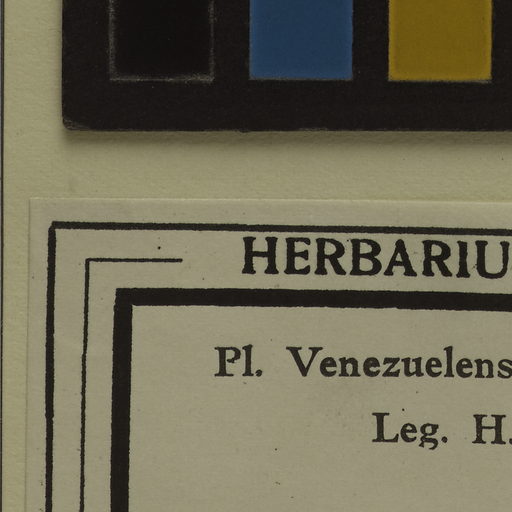 HERBARIU
Pl. Venezuelens
Leg. H.